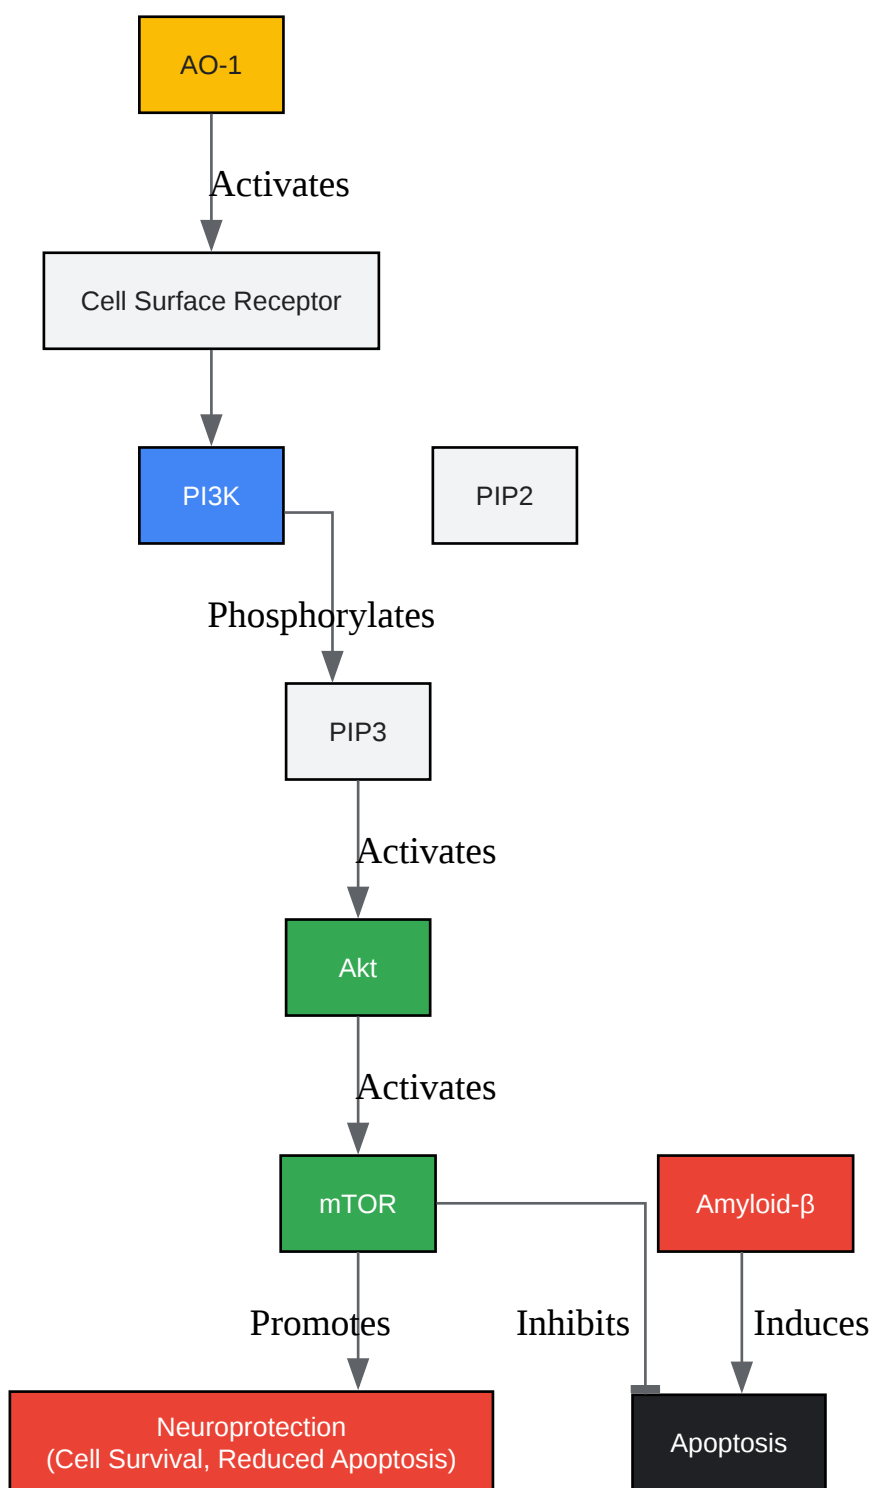 AO-1
Activates
Cell Surface Receptor
PI3K
PIP2
Phosphorylates
PIP3
Activates
Akt
Activates
mTOR
Amyloid-β
Promotes
Inhibits
Induces
Neuroprotection
(Cell Survival, Reduced Apoptosis)
Apoptosis